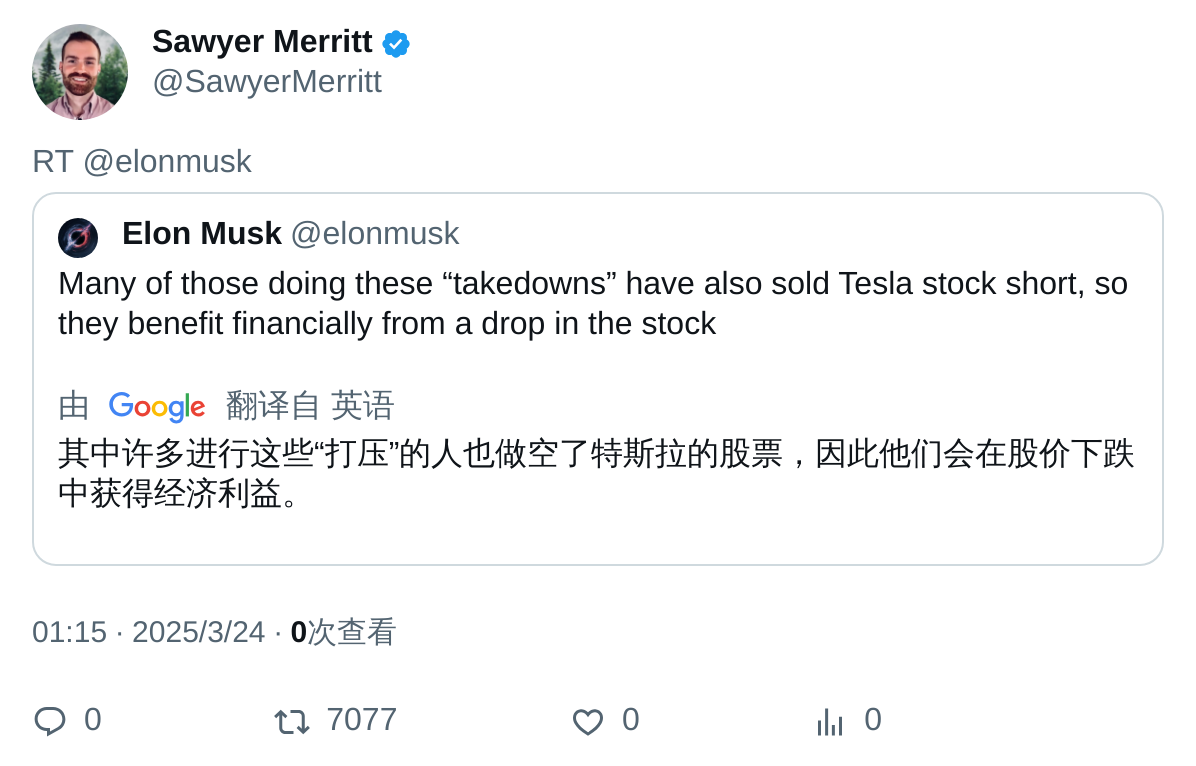 Sawyer Merritt
@SawyerMerritt
RT @elonmusk
Elon Musk @elonmusk
Many of those doing these “takedowns” have also sold Tesla stock short, so
they benefit financially from a drop in the stock
由 Google 翻译自 英语
其中许多进行这些“打压”的人也做空了特斯拉的股票，因此他们会在股价下跌
中获得经济利益。
01:15 · 2025/3/24 · 0次查看
0 7077 0 0